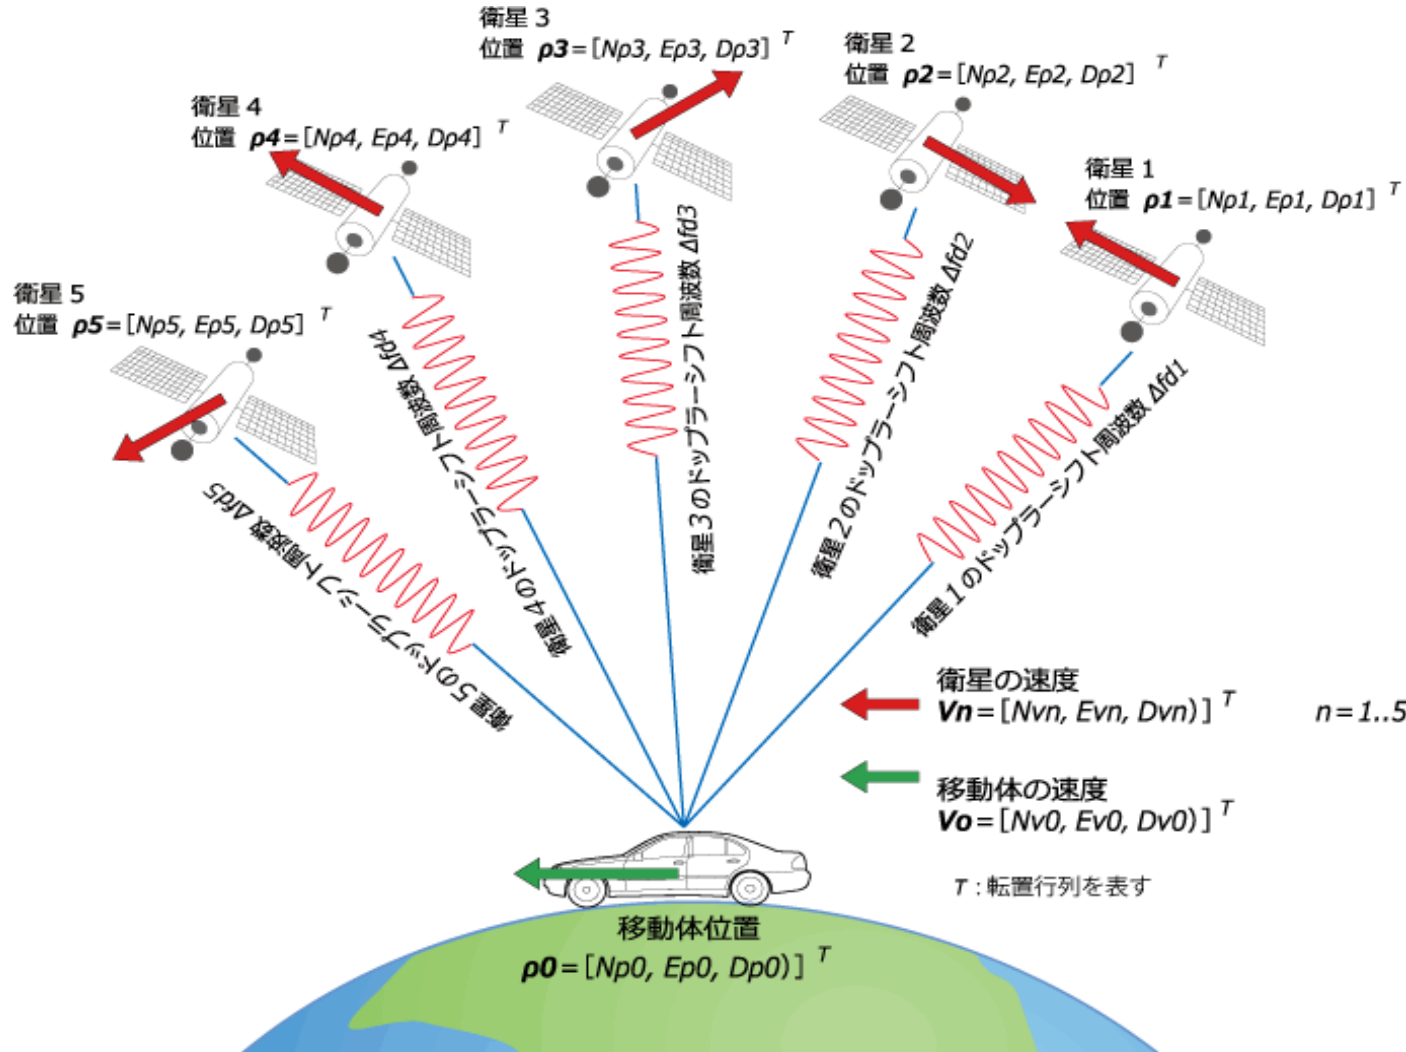 衛星 3
位置 ρ3=[Nρ3, Eρ3, Dρ3] T
衛星 2
位置 ρ2=[Nρ2, Eρ2, Dρ2] T
衛星 4
位置 ρ4=[Nρ4, Eρ4, Dρ4] T
衛星 1
位置 ρ1=[Nρ1, Eρ1, Dρ1] T
衛星 5
位置 ρ5=[Nρ5, Eρ5, Dρ5] T
衛星5のドップラーシフト周波数 Δfd5
衛星4のドップラーシフト周波数 Δfd4
衛星3のドップラーシフト周波数 Δfd3
衛星2のドップラーシフト周波数 Δfd2
衛星1のドップラーシフト周波数 Δfd1
衛星の速度
Vn=[Nvn, Evn, Dvn)] T n=1..5
移動体の速度
Vo=[Nv0, Ev0, Dv0)] T
T : 転置行列を表す
移動体位置
ρ0=[Np0, Ep0, Dp0)] T